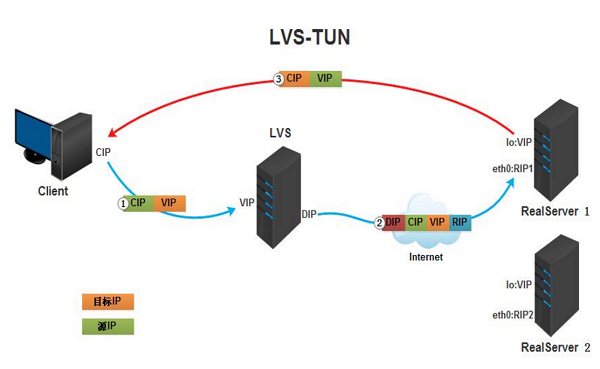 LVS-TUN
③ CIP VIP
LVS
CIP
Client
① CIP VIP
VIP
DIP
② DIP CIP VIP RIP
Internet
lo:VIP
eth0:RIP1
RealServer 1
lo:VIP
eth0:RIP2
RealServer 2
目标IP
源IP